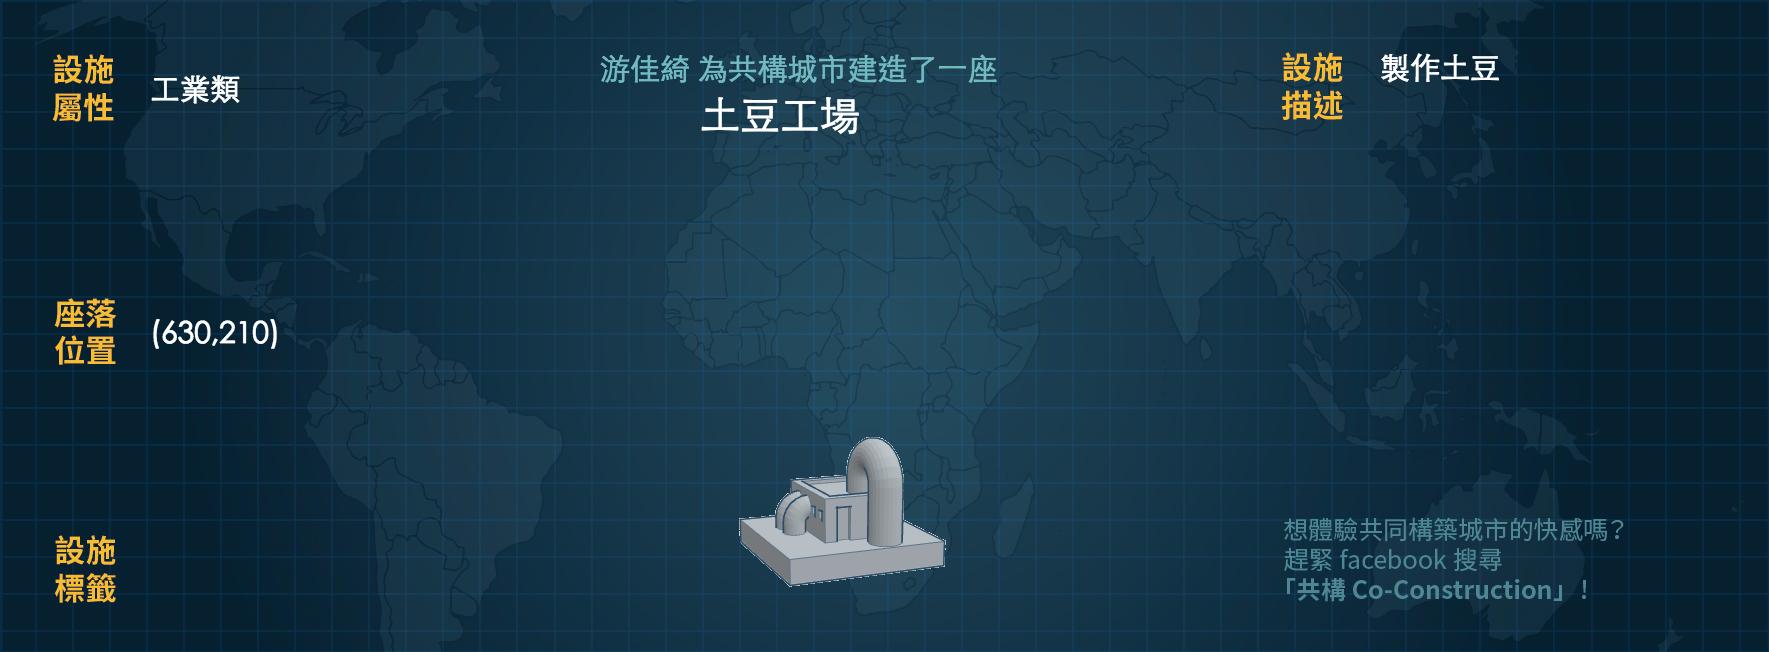 設施
屬性
工業類
游佳綺 為共構城市建造了一座
土豆工場
設施
描述
製作土豆
座落
位置
(630,210)
設施
標籤
想體驗共同構築城市的快感嗎?
趕緊 facebook 搜尋
「共構 Co-Construction」!